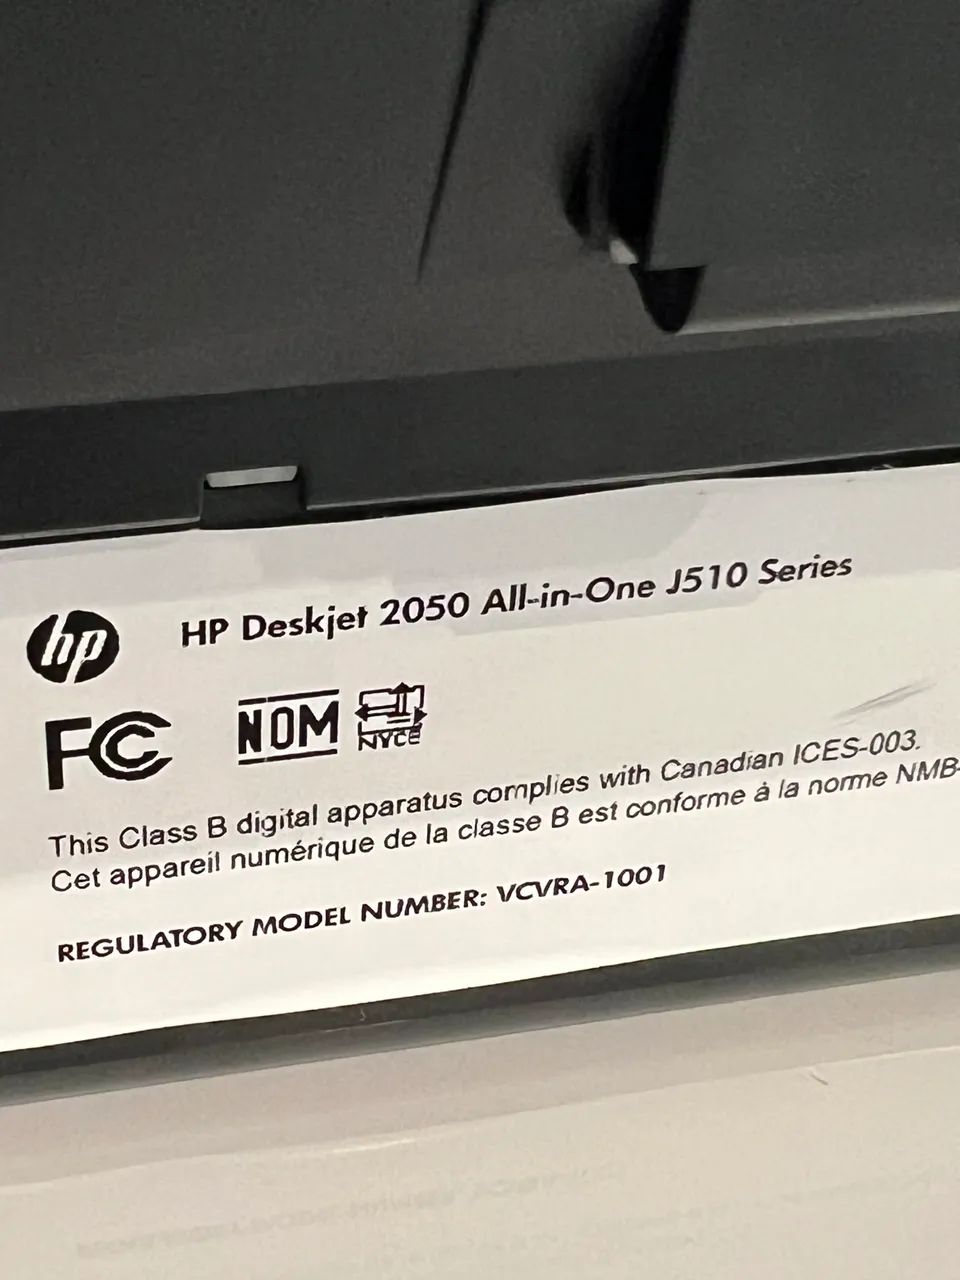 hp HP Deskjet 2050 All-in-One J510 Series
FC NOM NYCE
This Class B digital apparatus complies with Canadian ICES-003.
Cet appareil numérique de la classe B est conforme à la norme NMB-
REGULATORY MODEL NUMBER: VCVRA-1001